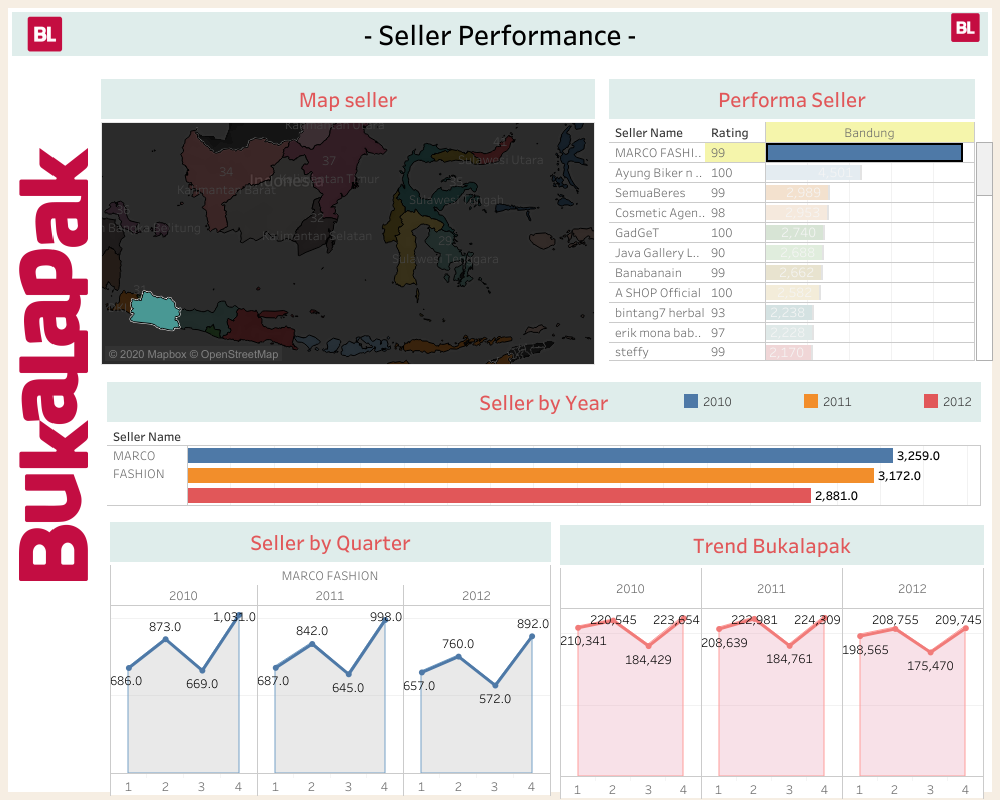 BL
- Seller Performance -
BL
Bukalapak
Map seller
Kalimantan Utara
37
34
Indonesia
Kalimantan Timur
Kalimantan Barat
Sulawesi Utara
Sulawesi Tengah
32
Kalimantan Selatan
Sulawesi Tenggara
© 2020 Mapbox © OpenStreetMap
Performa Seller
Seller Name Rating Bandung
MARCO FASHI.. 99
Ayung Biker n .. 100 4,501
SemuaBeres 99 2,989
Cosmetic Agen.. 98
GadGeT 100 2,740
Java Gallery L.. 90 2,688
Banabanain 99 2,662
A SHOP Official 100
bintang7 herbal 93 2,238
erik mona bab.. 97 2,228
steffy 99 2,170
Seller by Year 2010 2011 2012
Seller Name
MARCO
FASHION
3,259.0
3,172.0
2,881.0
Seller by Quarter
MARCO FASHION
2010 2011 2012
686.0 873.0 669.0 1,031.0
687.0 842.0 645.0 998.0
657.0 760.0 572.0 892.0
1 2 3 4 1 2 3 4 1 2 3 4
Trend Bukalapak
2010 2011 2012
210,341 220,545 184,429 223,654
208,639 222,981 184,761 224,309
198,565 208,755 175,470 209,745
1 2 3 4 1 2 3 4 1 2 3 4